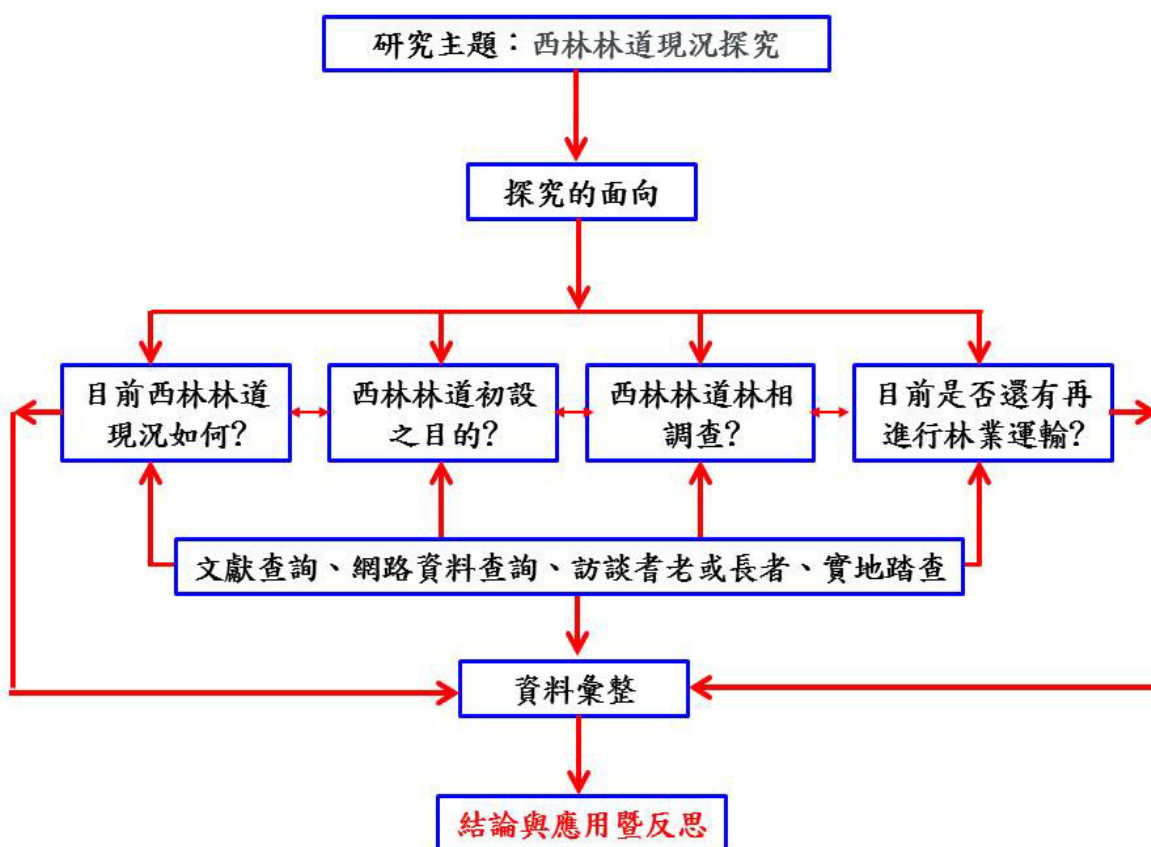 研究主題：西林林道現況探究
探究的面向
目前西林林道
現況如何?
西林林道初設
之目的?
西林林道林相
調查?
目前是否還有再
進行林業運輸?
文獻查詢、網路資料查詢、訪談耆老或長者、實地踏查
資料彙整
結論與應用暨反思